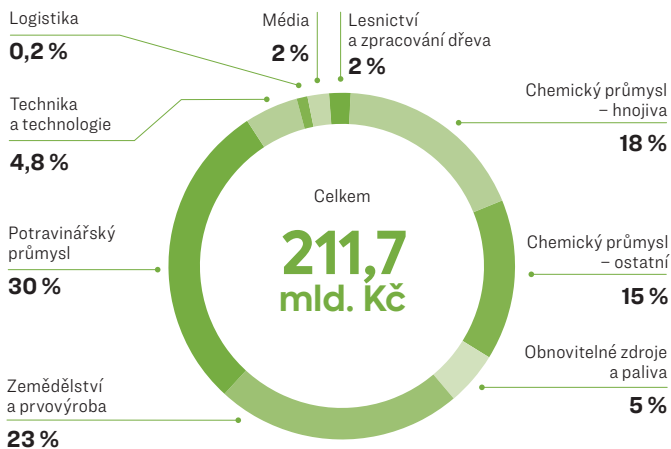 Logistika
0,2 %
Média
2 %
Lesnictví
a zpracování dřeva
2 %
Technika
a technologie
4,8 %
Chemický průmysl
– hnojiva
18 %
Celkem
211,7
mld. Kč
Potravinářský
průmysl
30 %
Chemický průmysl
– ostatní
15 %
Obnovitelné zdroje
a paliva
5 %
Zemědělství
a prvovýroba
23 %